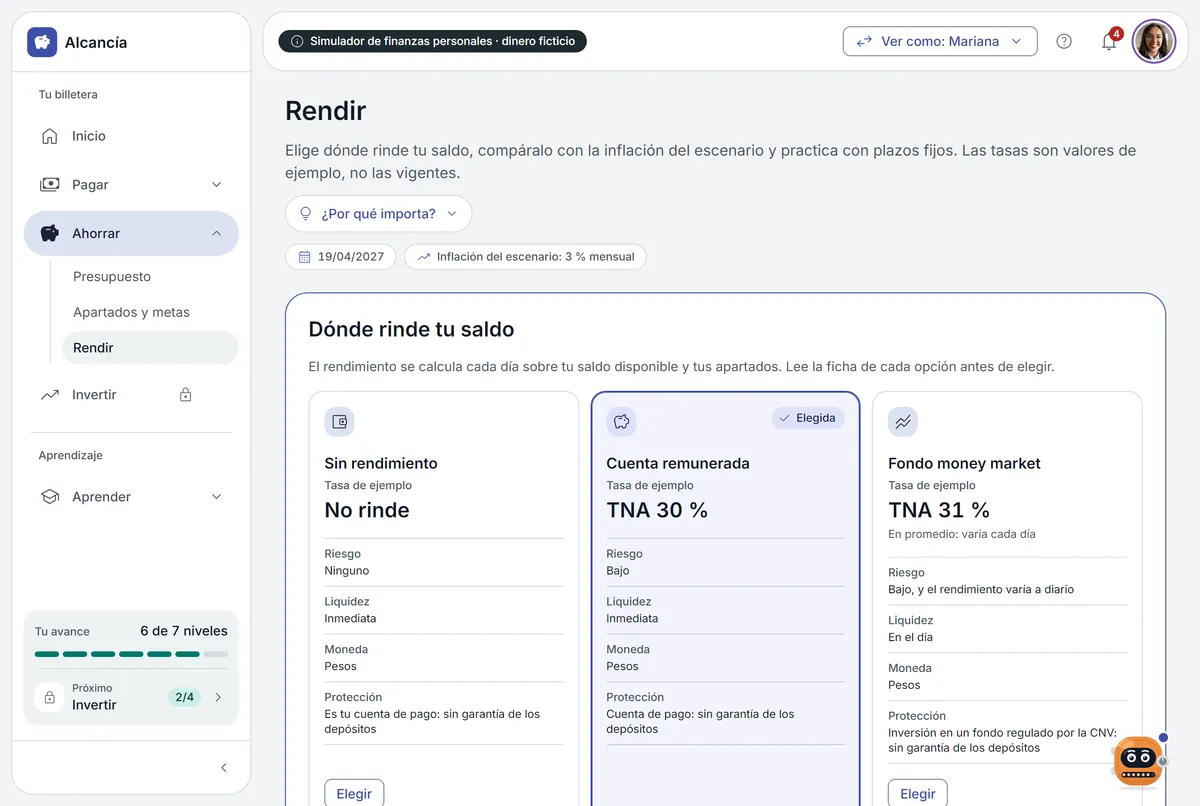 Alcancía
Tu billetera
Inicio
Pagar
Ahorrar
Presupuesto
Apartados y metas
Rendir
Invertir
Aprendizaje
Aprender
Tu avance
6 de 7 niveles
Próximo
Invertir
2/4
Simulador de finanzas personales · dinero ficticio
Ver como: Mariana
4
Rendir
Elige dónde rinde tu saldo, compáralo con la inflación del escenario y practica con plazos fijos. Las tasas son valores de
ejemplo, no las vigentes.
¿Por qué importa?
19/04/2027
Inflación del escenario: 3 % mensual
Dónde rinde tu saldo
El rendimiento se calcula cada día sobre tu saldo disponible y tus apartados. Lee la ficha de cada opción antes de elegir.
Sin rendimiento
Tasa de ejemplo
No rinde
Riesgo
Ninguno
Liquidez
Inmediata
Moneda
Pesos
Protección
Es tu cuenta de pago: sin garantía de los
depósitos
Elegir
Elegida
Cuenta remunerada
Tasa de ejemplo
TNA 30 %
Riesgo
Bajo
Liquidez
Inmediata
Moneda
Pesos
Protección
Cuenta de pago: sin garantía de los
depósitos
Fondo money market
Tasa de ejemplo
TNA 31 %
En promedio: varía cada día
Riesgo
Bajo, y el rendimiento varía a diario
Liquidez
En el día
Moneda
Pesos
Protección
Inversión en un fondo regulado por la CNV:
sin garantía de los depósitos
Elegir